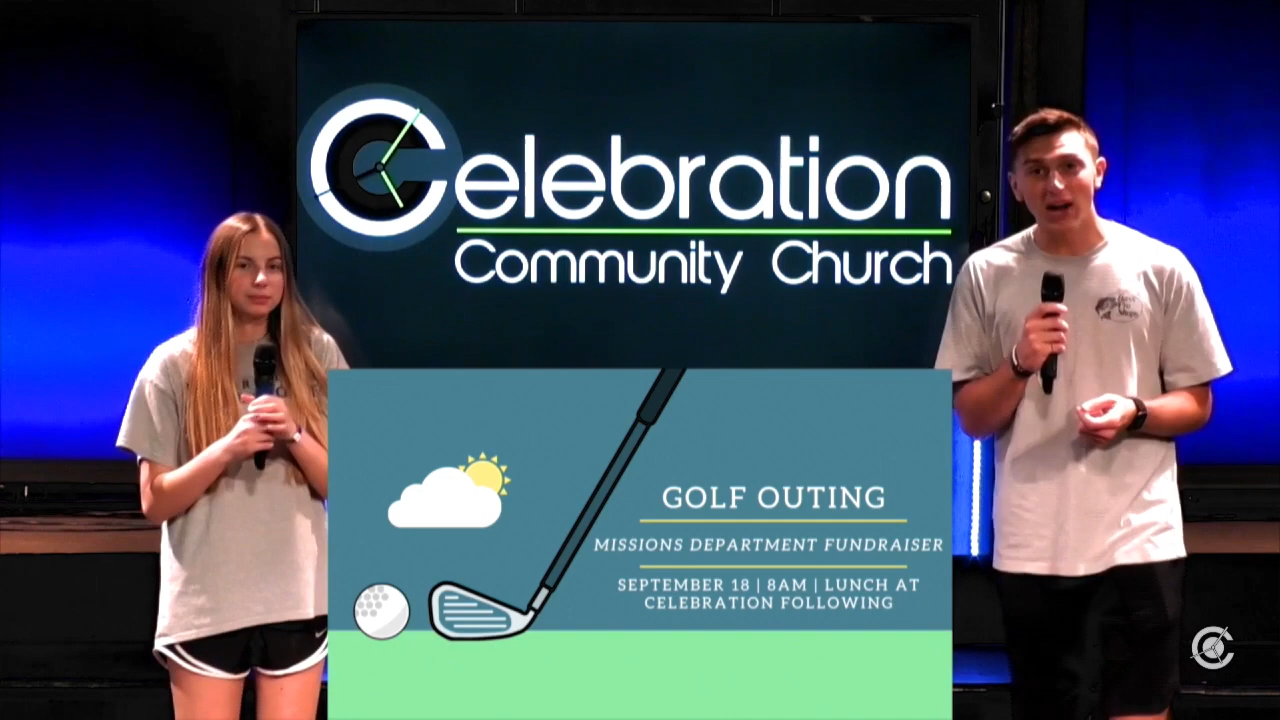 Celebration
Community Church
GOLF OUTING
MISSIONS DEPARTMENT FUNDRAISER
SEPTEMBER 18 | 8AM | LUNCH AT
CELEBRATION FOLLOWING